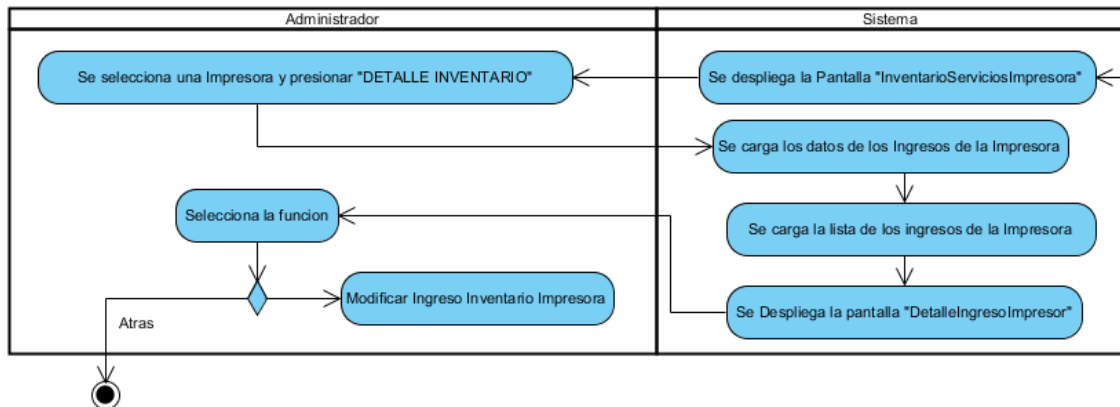 Administrador
Sistema
Se selecciona una Impresora y presionar "DETALLE INVENTARIO"
Se despliega la Pantalla "InventarioServiciosImpresora"
Se carga los datos de los Ingresos de la Impresora
Selecciona la funcion
Se carga la lista de los ingresos de la Impresora
Modificar Ingreso Inventario Impresora
Se Despliega la pantalla "DetalleIngresoImpresor"
Atras